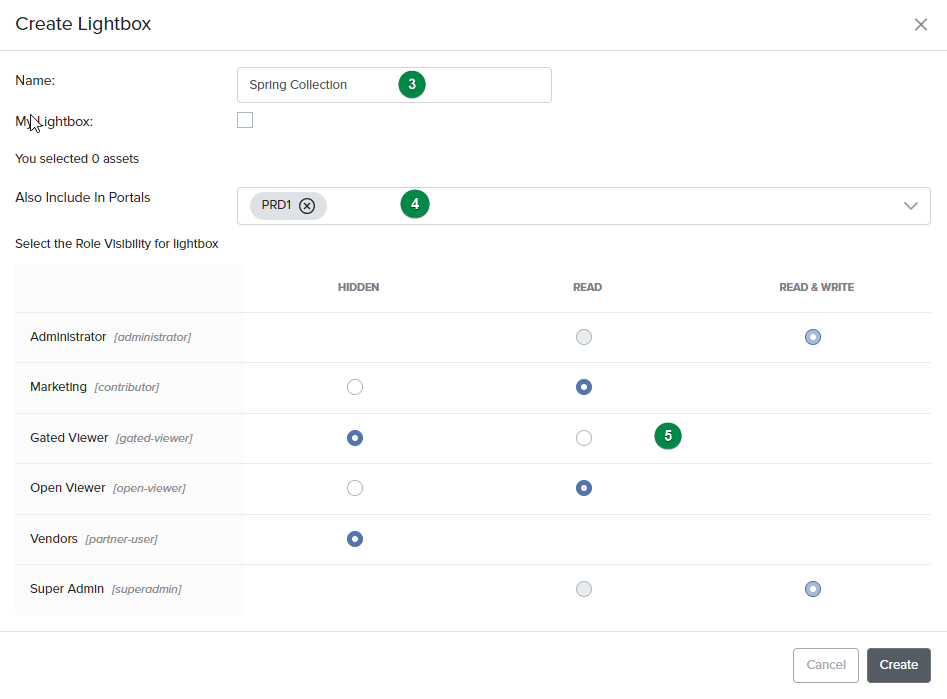 Create Lightbox
Name:
Spring Collection
3
My Lightbox:
You selected 0 assets
Also Include In Portals
PRD1
4
Select the Role Visibility for lightbox
HIDDEN READ READ & WRITE
Administrator [administrator]
Marketing [contributor]
Gated Viewer [gated-viewer]
5
Open Viewer [open-viewer]
Vendors [partner-user]
Super Admin [superadmin]
Cancel Create